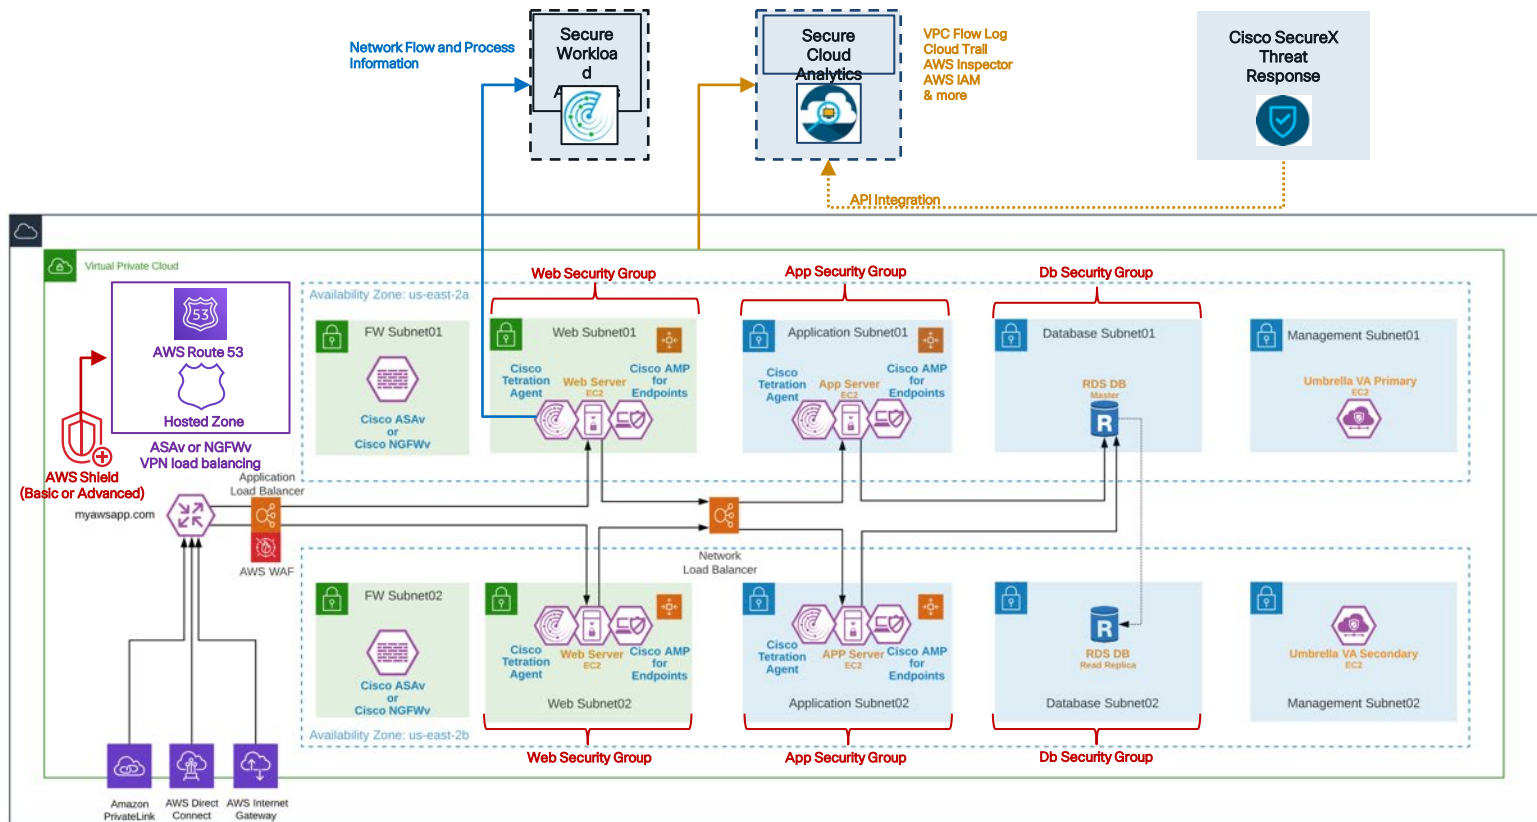 Network Flow and Process
Information
Secure
Workloa
d
Secure
Cloud
Analytics
VPC Flow Log
Cloud Trail
AWS Inspector
AWS IAM
& more
Cisco SecureX
Threat
Response
API Integration
Virtual Private Cloud
Web Security Group
App Security Group
Db Security Group
Availability Zone: us-east-2a
53
AWS Route 53
Hosted Zone
ASAv or NGFWv
VPN load balancing
AWS Shield
(Basic or Advanced)
FW Subnet01
Cisco ASAv
or
Cisco NGFWv
Web Subnet01
Cisco
Tetration
Agent
Web Server
EC2
Cisco AMP
for
Endpoints
Application Subnet01
Cisco
Tetration
Agent
App Server
EC2
Cisco AMP
for
Endpoints
Database Subnet01
RDS DB
Master
R
Management Subnet01
Umbrella VA Primary
EC2
Application
Load Balancer
myawsapp.com
AWS WAF
Network
Load Balancer
FW Subnet02
Cisco ASAv
or
Cisco NGFWv
Cisco
Tetration
Agent
Web Server
EC2
Cisco AMP
for
Endpoints
Web Subnet02
Cisco
Tetration
Agent
APP Server
EC2
Cisco AMP
for
Endpoints
Application Subnet02
R
RDS DB
Read Replica
Database Subnet02
Umbrella VA Secondary
EC2
Management Subnet02
Availability Zone: us-east-2b
Web Security Group
App Security Group
Db Security Group
Amazon
PrivateLink
AWS Direct
Connect
AWS Internet
Gateway